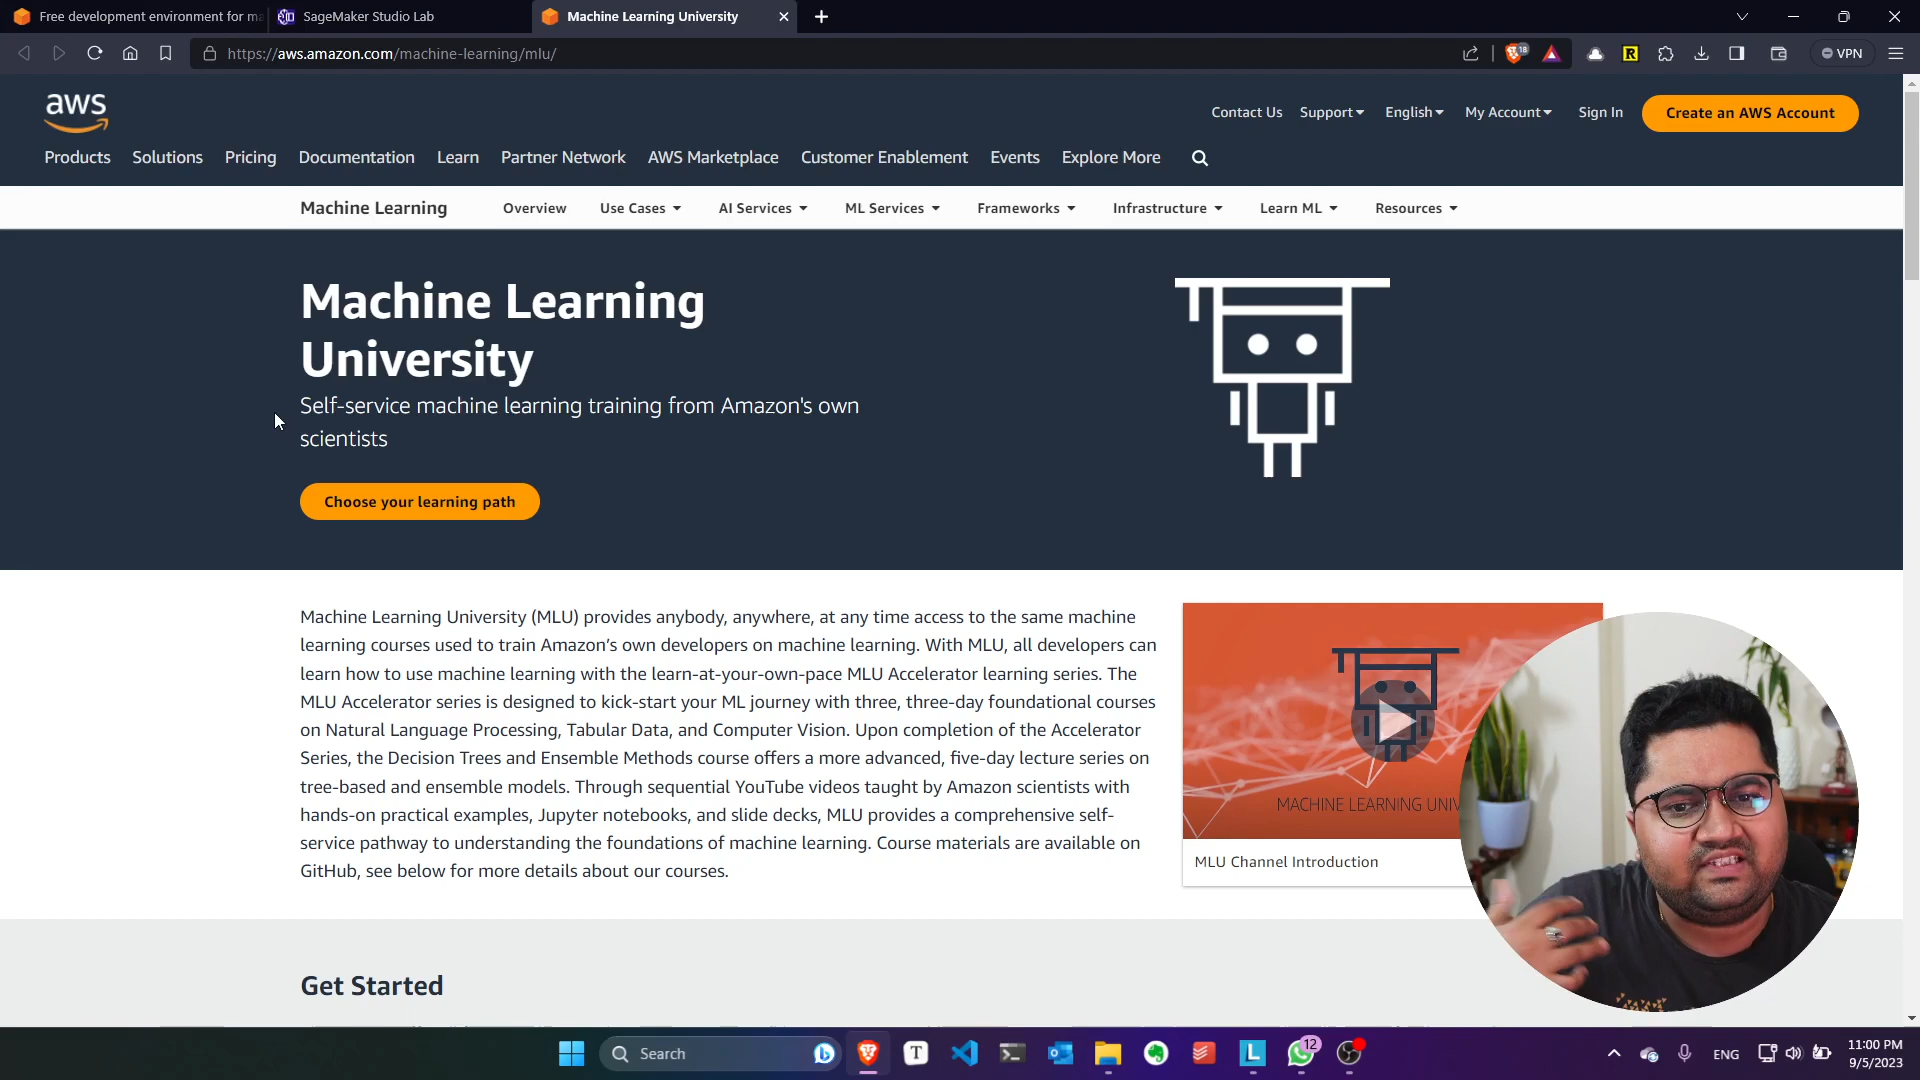 Free development environment for ma
SageMaker Studio Lab
Machine Learning University
https://aws.amazon.com/machine-learning/mlu/
18
R
VPN
aws
Contact Us
Support
English
My Account
Sign In
Create an AWS Account
Products
Solutions
Pricing
Documentation
Learn
Partner Network
AWS Marketplace
Customer Enablement
Events
Explore More
Machine Learning
Overview
Use Cases
AI Services
ML Services
Frameworks
Infrastructure
Learn ML
Resources
Machine Learning
University
Self-service machine learning training from Amazon's own
scientists
Choose your learning path
Machine Learning University (MLU) provides anybody, anywhere, at any time access to the same machine
learning courses used to train Amazon’s own developers on machine learning. With MLU, all developers can
learn how to use machine learning with the learn-at-your-own-pace MLU Accelerator learning series. The
MLU Accelerator series is designed to kick-start your ML journey with three, three-day foundational courses
on Natural Language Processing, Tabular Data, and Computer Vision. Upon completion of the Accelerator
Series, the Decision Trees and Ensemble Methods course offers a more advanced, five-day lecture series on
tree-based and ensemble models. Through sequential YouTube videos taught by Amazon scientists with
hands-on practical examples, Jupyter notebooks, and slide decks, MLU provides a comprehensive self-
service pathway to understanding the foundations of machine learning. Course materials are available on
GitHub, see below for more details about our courses.
MACHINE LEARNING UNIV
MLU Channel Introduction
Get Started
Search
T
L
12
ENG
11:00 PM
9/5/2023